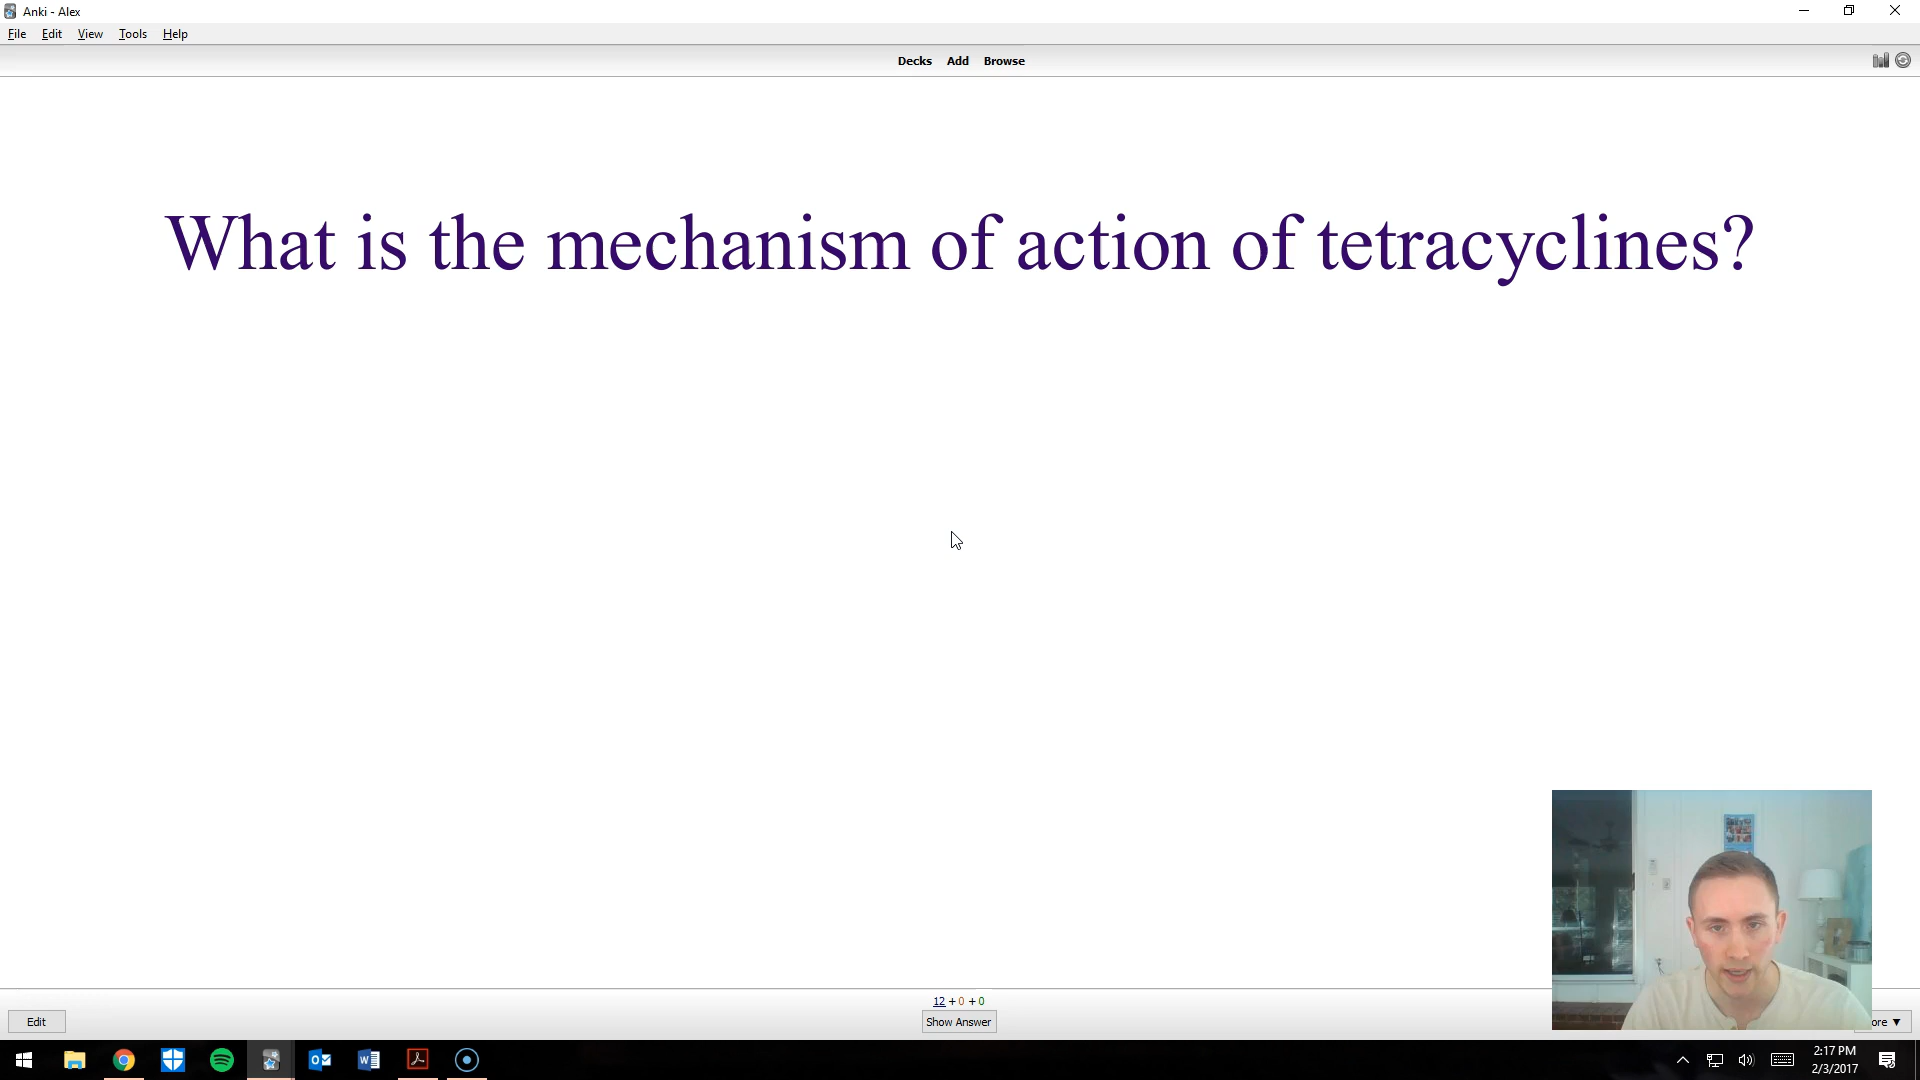 Anki - Alex
File Edit View Tools Help
Decks Add Browse
What is the mechanism of action of tetracyclines?
12 + 0 + 0
Edit
Show Answer
ore ▼
2:17 PM
2/3/2017